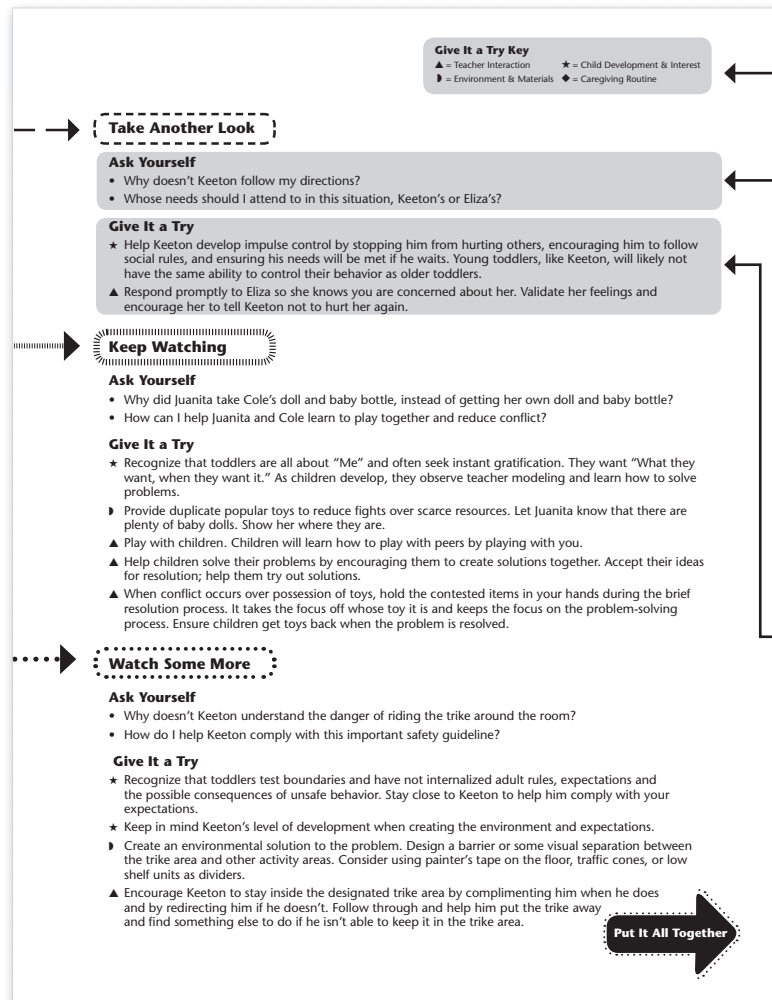 Give It a Try Key
▲ = Teacher Interaction ★ = Child Development & Interest
◗ = Environment & Materials ◆ = Caregiving Routine
Take Another Look
Ask Yourself
• Why doesn’t Keeton follow my directions?
• Whose needs should I attend to in this situation, Keeton’s or Eliza’s?
Give It a Try
★ Help Keeton develop impulse control by stopping him from hurting others, encouraging him to follow
social rules, and ensuring his needs will be met if he waits. Young toddlers, like Keeton, will likely not
have the same ability to control their behavior as older toddlers.
▲ Respond promptly to Eliza so she knows you are concerned about her. Validate her feelings and
encourage her to tell Keeton not to hurt her again.
Keep Watching
Ask Yourself
• Why did Juanita take Cole’s doll and baby bottle, instead of getting her own doll and baby bottle?
• How can I help Juanita and Cole learn to play together and reduce conflict?
Give It a Try
★ Recognize that toddlers are all about “Me” and often seek instant gratification. They want “What they
want, when they want it.” As children develop, they observe teacher modeling and learn how to solve
problems.
◗ Provide duplicate popular toys to reduce fights over scarce resources. Let Juanita know that there are
plenty of baby dolls. Show her where they are.
▲ Play with children. Children will learn how to play with peers by playing with you.
▲ Help children solve their problems by encouraging them to create solutions together. Accept their ideas
for resolution; help them try out solutions.
▲ When conflict occurs over possession of toys, hold the contested items in your hands during the brief
resolution process. It takes the focus off whose toy it is and keeps the focus on the problem-solving
process. Ensure children get toys back when the problem is resolved.
Watch Some More
Ask Yourself
• Why doesn’t Keeton understand the danger of riding the trike around the room?
• How do I help Keeton comply with this important safety guideline?
Give It a Try
★ Recognize that toddlers test boundaries and have not internalized adult rules, expectations and
the possible consequences of unsafe behavior. Stay close to Keeton to help him comply with your
expectations.
★ Keep in mind Keeton’s level of development when creating the environment and expectations.
◗ Create an environmental solution to the problem. Design a barrier or some visual separation between
the trike area and other activity areas. Consider using painter’s tape on the floor, traffic cones, or low
shelf units as dividers.
▲ Encourage Keeton to stay inside the designated trike area by complimenting him when he does
and by redirecting him if he doesn’t. Follow through and help him put the trike away
and find something else to do if he isn’t able to keep it in the trike area.
Put It All Together